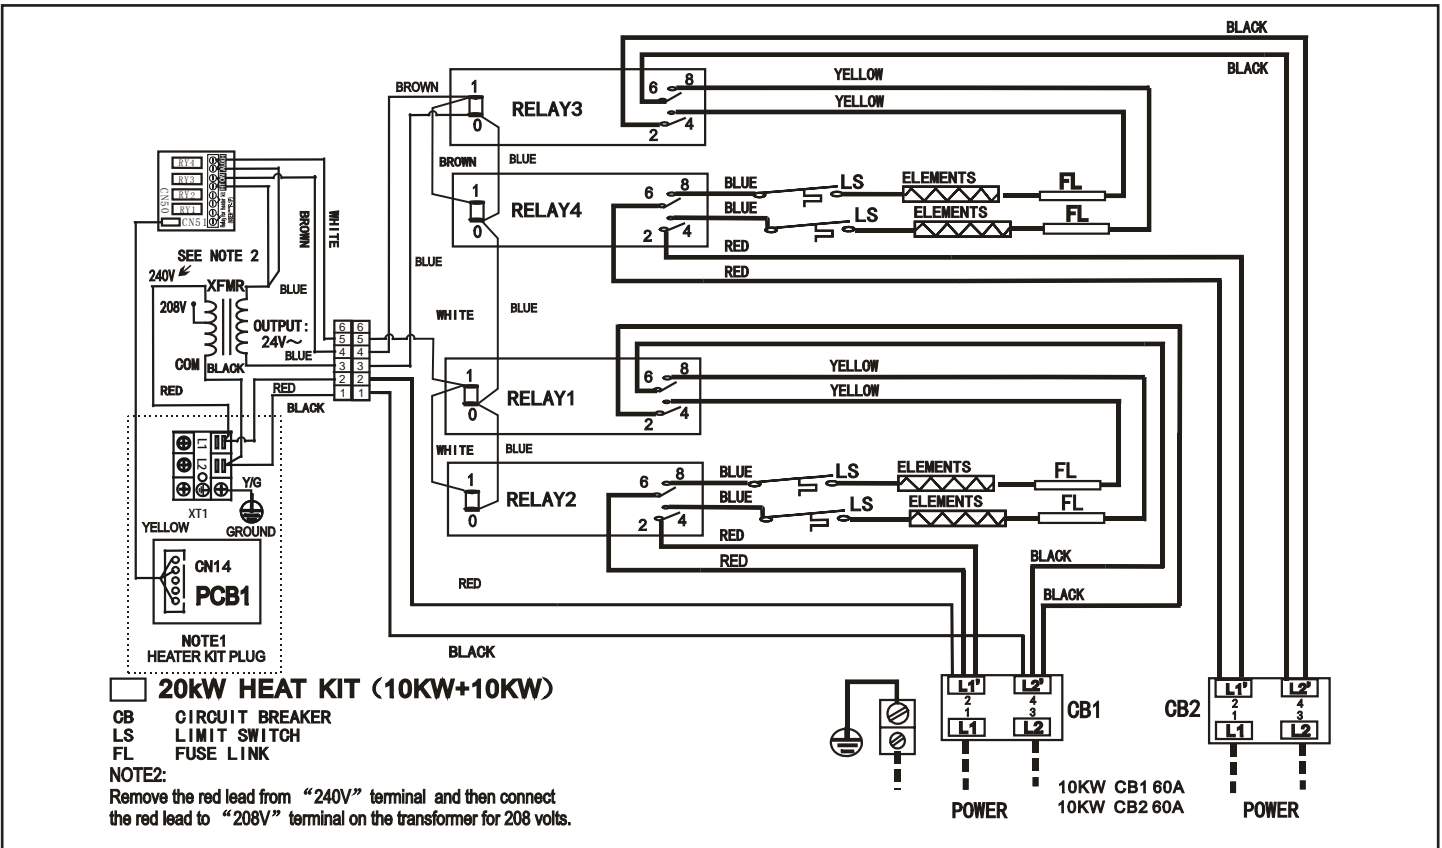 BLACK
BLACK
BROWN
1
0
RELAY3
6
8
2
4
YELLOW
YELLOW
BROWN
BLUE
RY4
RY3
RY2
RY1
CN50
CN51
1
0
RELAY4
6
8
2
4
BLUE
BLUE
LS
LS
ELEMENTS
ELEMENTS
FL
FL
RED
RED
BROWN
WHITE
SEE NOTE 2
240V
XFMR
208V
BLUE
OUTPUT:
24V~
BLUE
COM
BLACK
RED
RED
BLACK
6 6
5 5
4 4
3 3
2 2
1 1
BLUE
WHITE
BLUE
1
0
RELAY1
6
8
2
4
YELLOW
YELLOW
WHITE
BLUE
1
0
RELAY2
6
8
2
4
BLUE
BLUE
LS
LS
ELEMENTS
ELEMENTS
FL
FL
RED
RED
L1
L2
Y/G
XT1
YELLOW
GROUND
CN14
PCB1
NOTE1
HEATER KIT PLUG
RED
BLACK
BLACK
BLACK
20kW HEAT KIT (10KW+10KW)
CB CIRCUIT BREAKER
LS LIMIT SWITCH
FL FUSE LINK
NOTE2:
Remove the red lead from “240V” terminal and then connect
the red lead to “208V” terminal on the transformer for 208 volts.
L1' L2'
2 4
1 3
L1 L2
CB1
POWER
CB2
L1' L2'
2 4
1 3
L1 L2
10KW CB1 60A
10KW CB2 60A
POWER